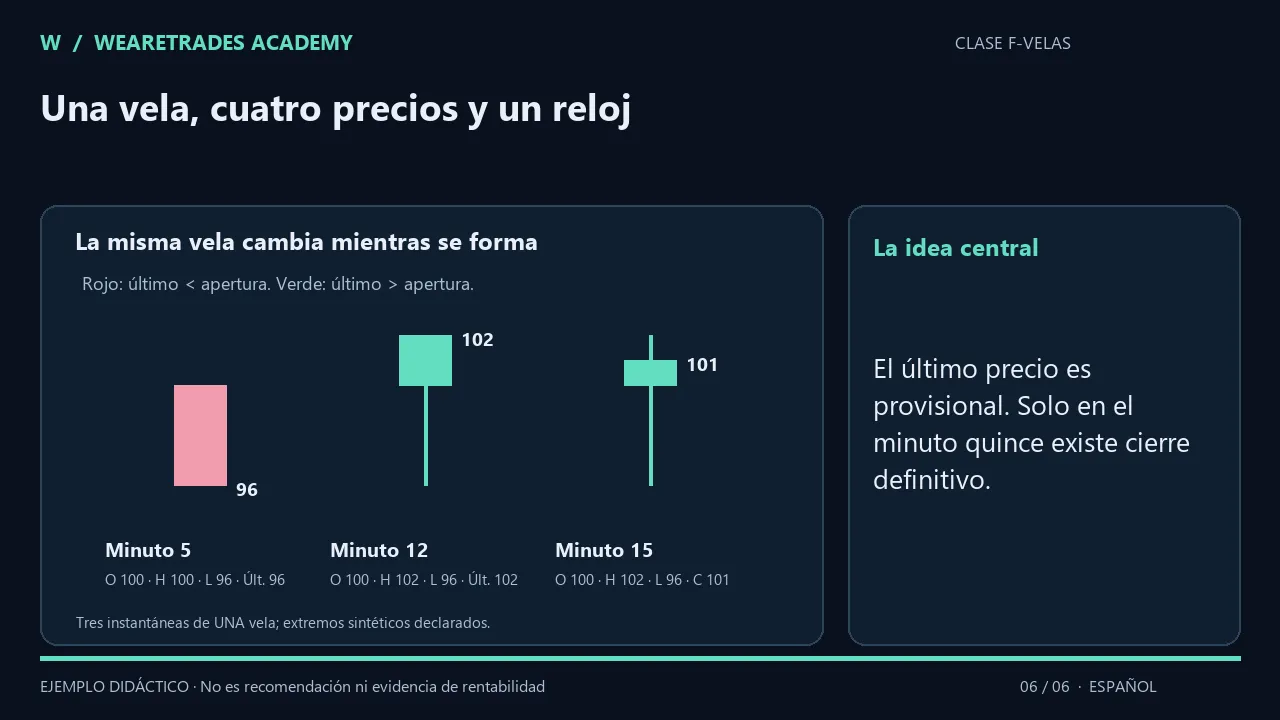 W / WEARETRADES ACADEMY
CLASE F-VELAS
Una vela, cuatro precios y un reloj
La misma vela cambia mientras se forma
Rojo: último < apertura. Verde: último > apertura.
96
102
101
Minuto 5
O 100 · H 100 · L 96 · Últ. 96
Minuto 12
O 100 · H 102 · L 96 · Últ. 102
Minuto 15
O 100 · H 102 · L 96 · C 101
Tres instantáneas de UNA vela; extremos sintéticos declarados.
La idea central
El último precio es
provisional. Solo en el
minuto quince existe cierre
definitivo.
EJEMPLO DIDÁCTICO · No es recomendación ni evidencia de rentabilidad
06 / 06 · ESPAÑOL